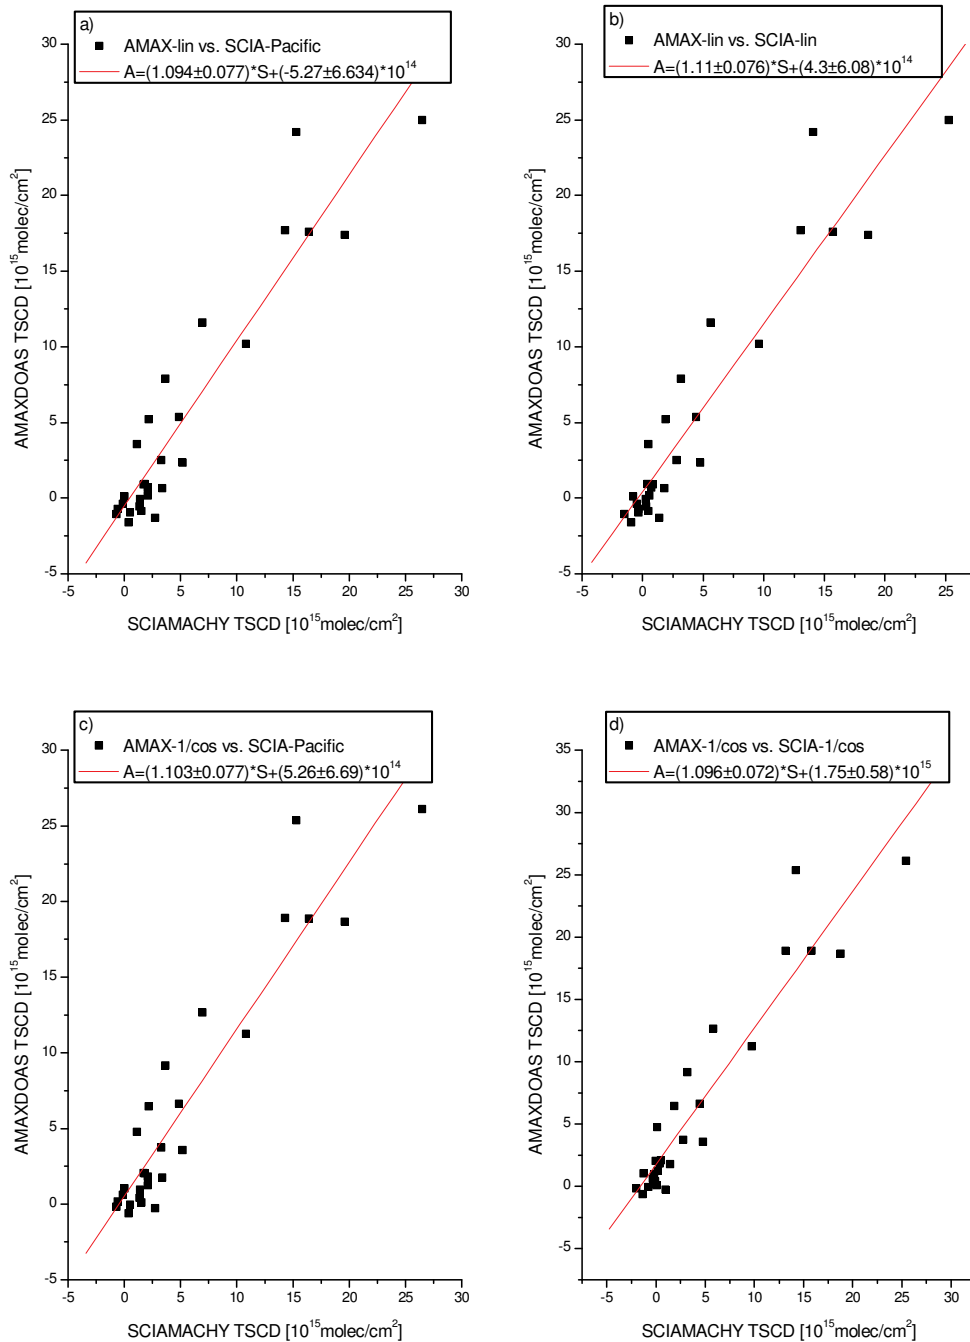 a)
AMAX-lin vs. SCIA-Pacific
A=(1.094±0.077)*S+(-5.27±6.634)*10^14
30
25
20
15
10
5
0
-5
AMAXDOAS TSCD [10^15molec/cm^2]
-5 0 5 10 15 20 25 30
SCIAMACHY TSCD [10^15molec/cm^2]
b)
AMAX-lin vs. SCIA-lin
A=(1.11±0.076)*S+(4.3±6.08)*10^14
30
25
20
15
10
5
0
-5
AMAXDOAS TSCD [10^15molec/cm^2]
-5 0 5 10 15 20 25
SCIAMACHY TSCD [10^15molec/cm^2]
c)
AMAX-1/cos vs. SCIA-Pacific
A=(1.103±0.077)*S+(5.26±6.69)*10^14
30
25
20
15
10
5
0
-5
AMAXDOAS TSCD [10^15molec/cm^2]
-5 0 5 10 15 20 25 30
SCIAMACHY TSCD [10^15molec/cm^2]
d)
AMAX-1/cos vs. SCIA-1/cos
A=(1.096±0.072)*S+(1.75±0.58)*10^15
35
30
25
20
15
10
5
0
-5
AMAXDOAS TSCD [10^15molec/cm^2]
-5 0 5 10 15 20 25 30
SCIAMACHY TSCD [10^15molec/cm^2]